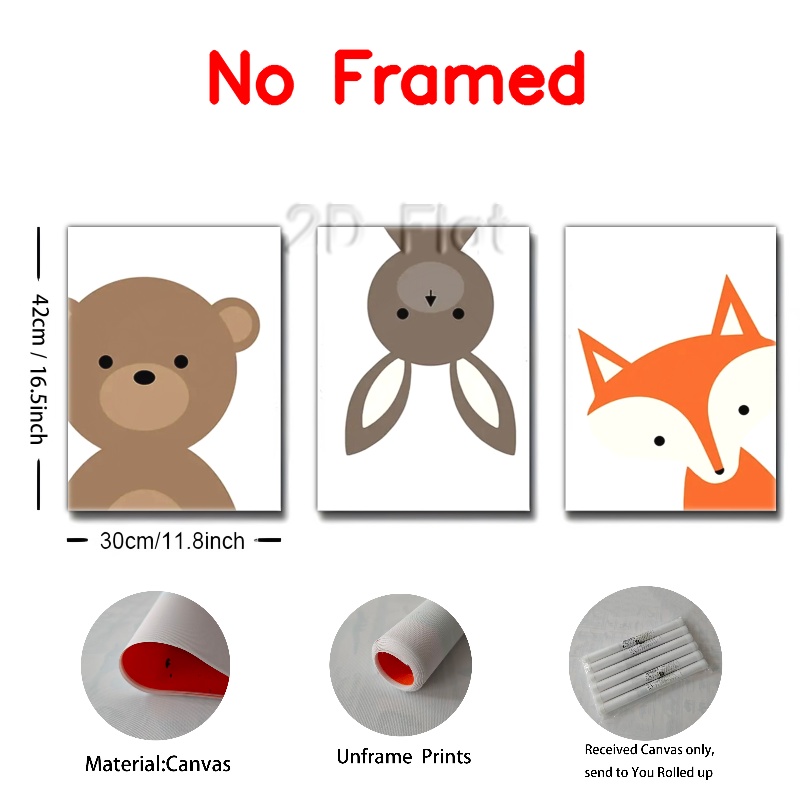 No Framed
2D Flat
42cm / 16.5inch
30cm/11.8inch
Material:Canvas
Unframe Prints
Received Canvas only,
send to You Rolled up